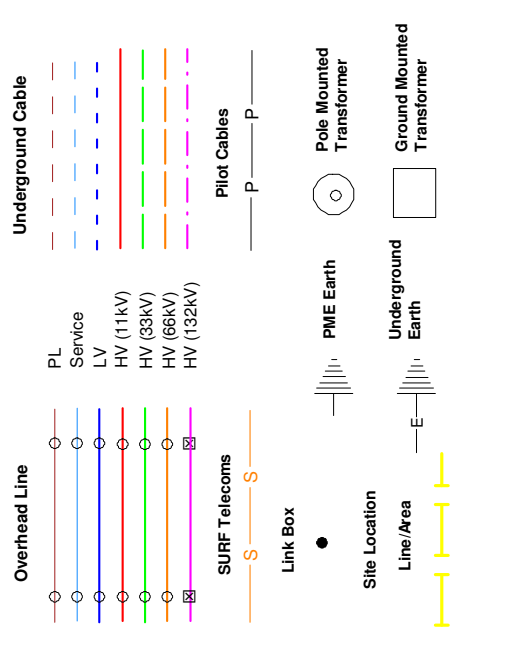 Overhead Line
Underground Cable
PL
Service
LV
HV (11kV)
HV (33kV)
HV (66kV)
HV (132kV)
SURF Telecoms
Pilot Cables
S S
P P
Link Box
PME Earth
Pole Mounted
Transformer
Site Location
Line/Area
Underground
Earth
E
Ground Mounted
Transformer